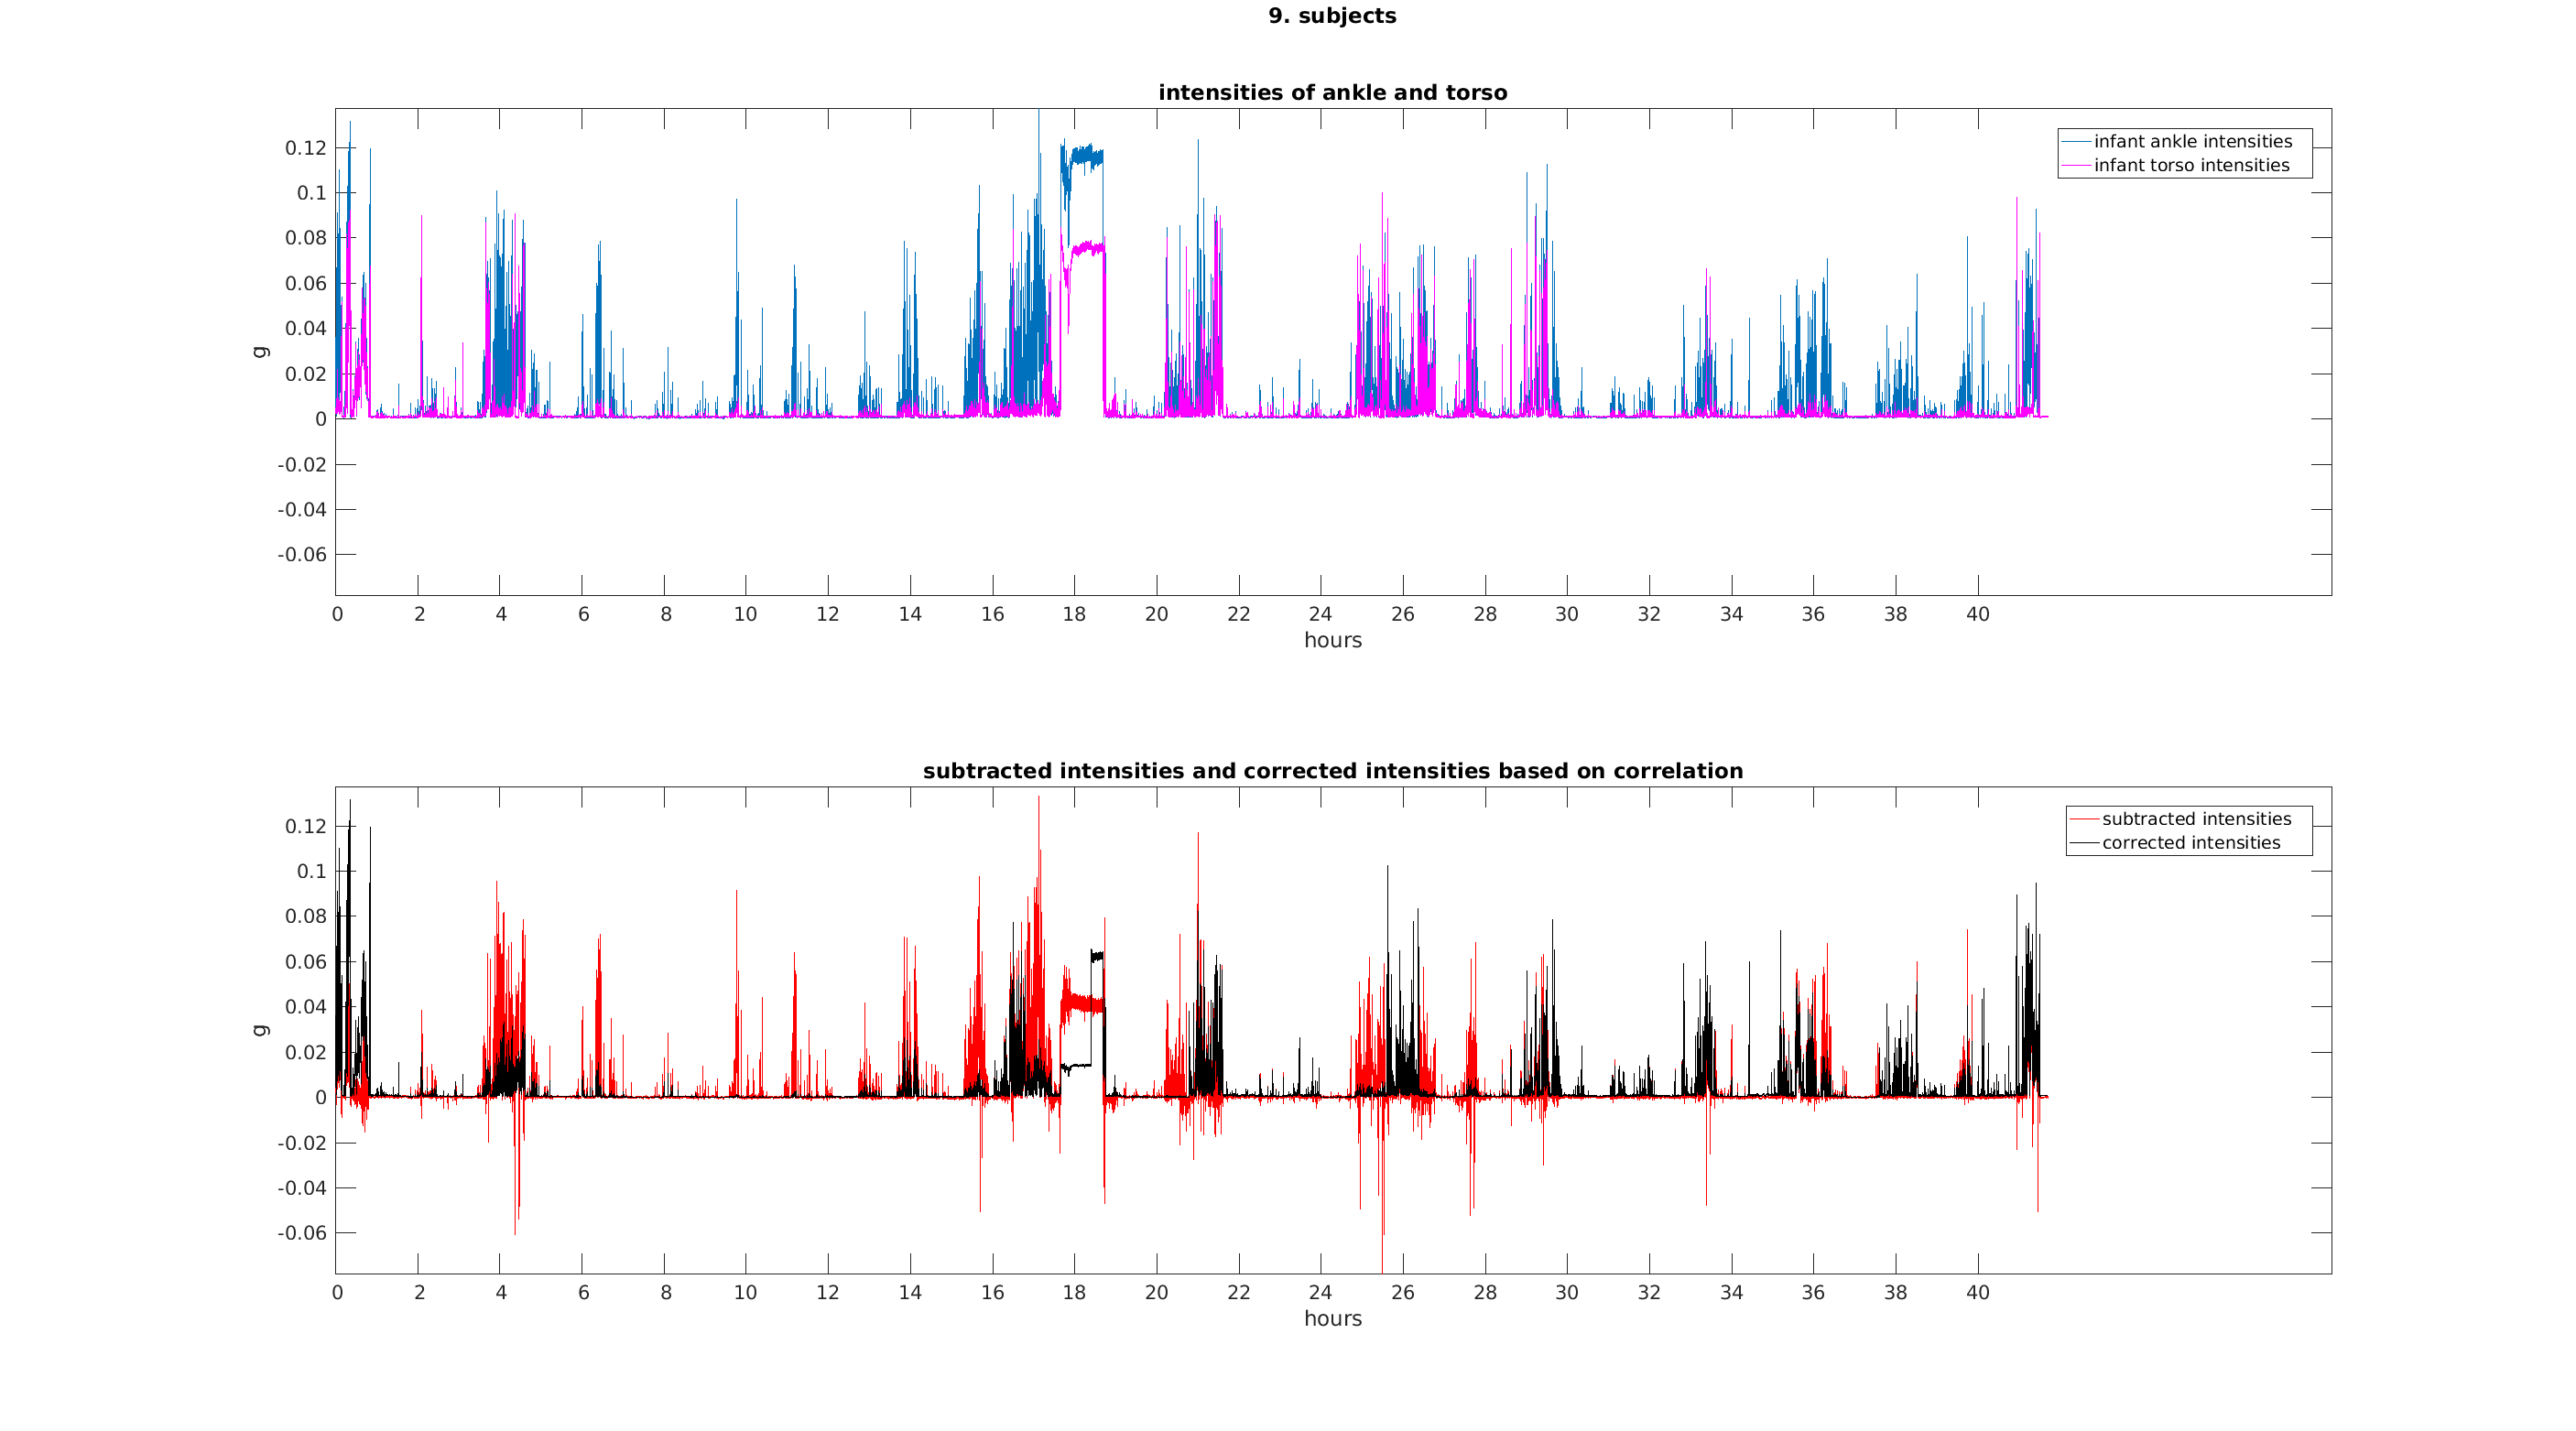 9. subjects
intensities of ankle and torso
0.12
0.1
0.08
0.06
0.04
0.02
0
-0.02
-0.04
-0.06
g
infant ankle intensities
infant torso intensities
0 2 4 6 8 10 12 14 16 18 20 22 24 26 28 30 32 34 36 38 40
hours
subtracted intensities and corrected intensities based on correlation
0.12
0.1
0.08
0.06
0.04
0.02
0
-0.02
-0.04
-0.06
g
subtracted intensities
corrected intensities
0 2 4 6 8 10 12 14 16 18 20 22 24 26 28 30 32 34 36 38 40
hours